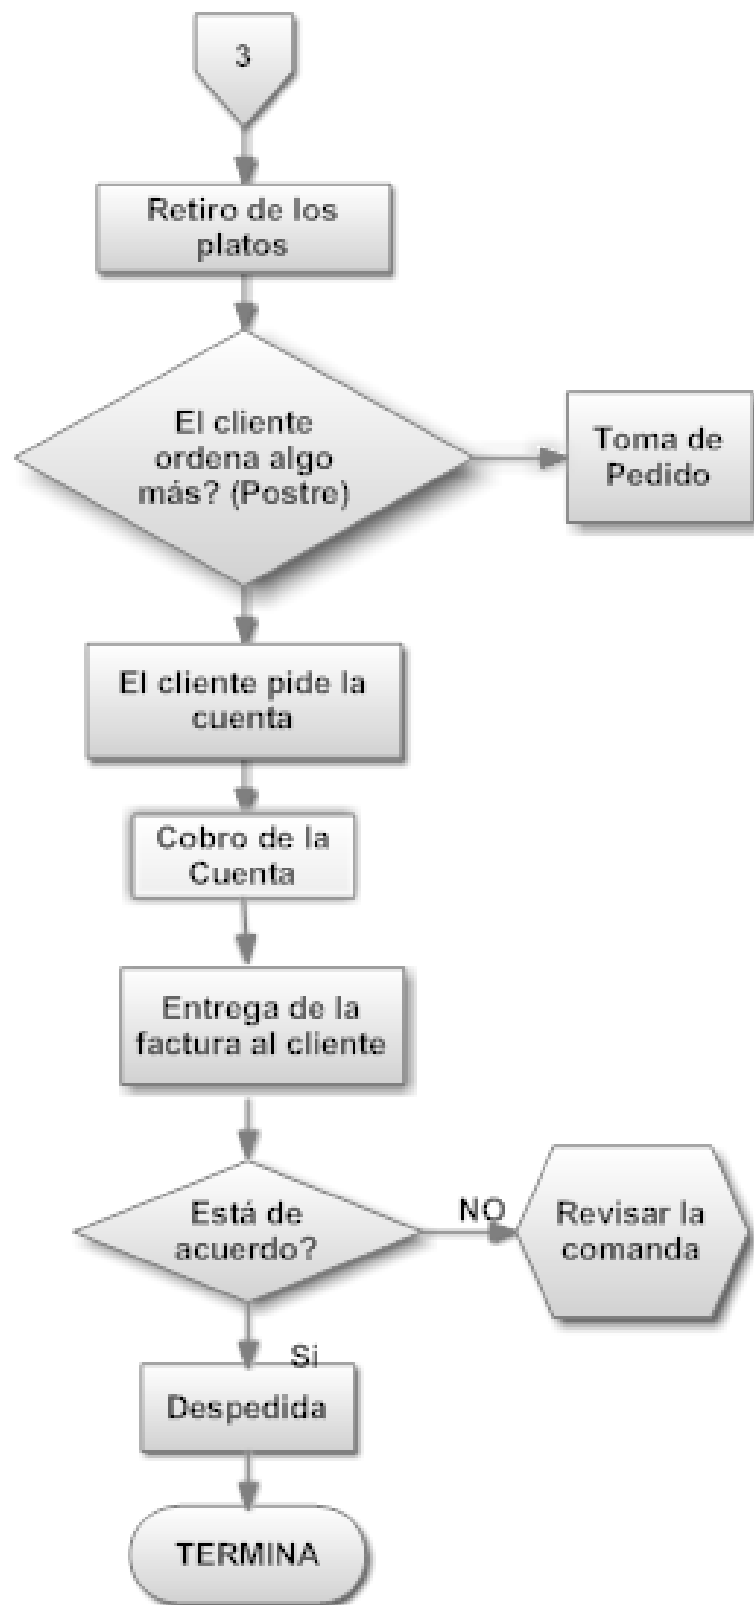 3
Retiro de los
platos
El cliente
ordena algo
más? (Postre)
Toma de
Pedido
El cliente pide la
cuenta
Cobro de la
Cuenta
Entrega de la
factura al cliente
Está de
acuerdo?
NO
Revisar la
comanda
Si
Despedida
TERMINA